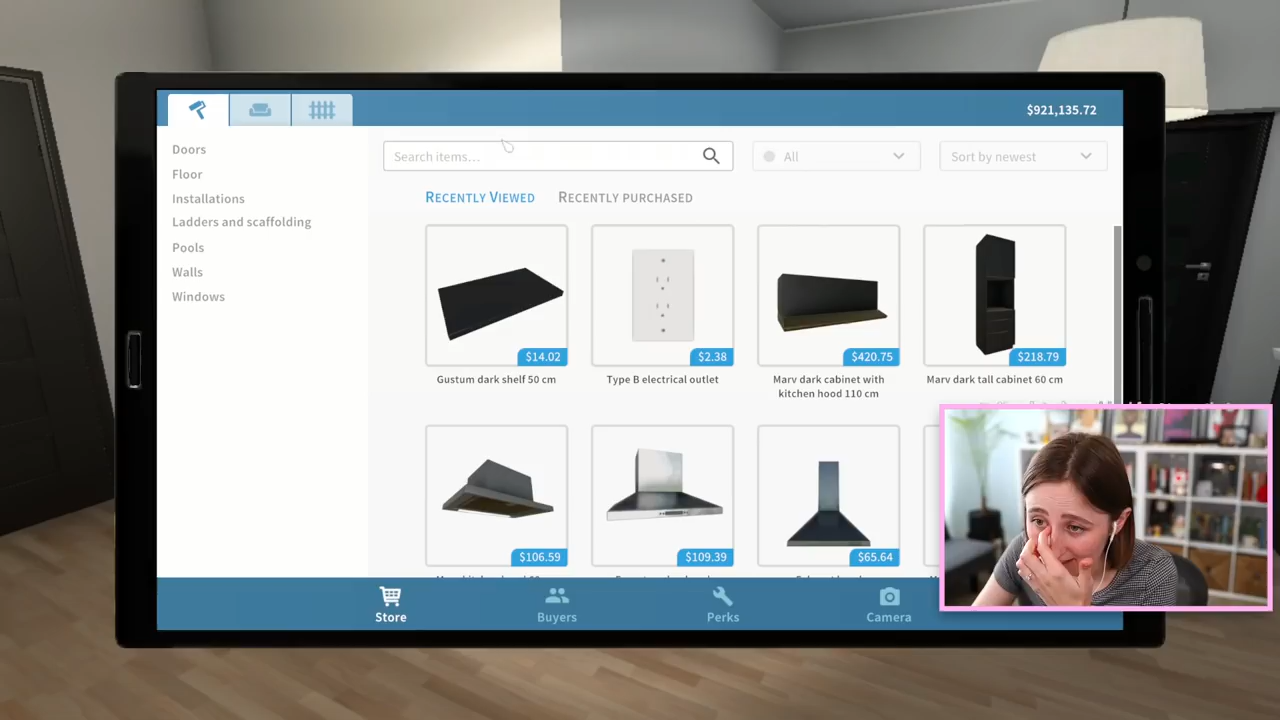 $921,135.72
Doors
Floor
Installations
Ladders and scaffolding
Pools
Walls
Windows
Search items...
All
Sort by newest
RECENTLY VIEWED
RECENTLY PURCHASED
$14.02
$2.38
$420.75
$218.79
Gustum dark shelf 50 cm
Type B electrical outlet
Marv dark cabinet with
kitchen hood 110 cm
Marv dark tall cabinet 60 cm
$106.59
$109.39
$65.64
Store
Buyers
Perks
Camera